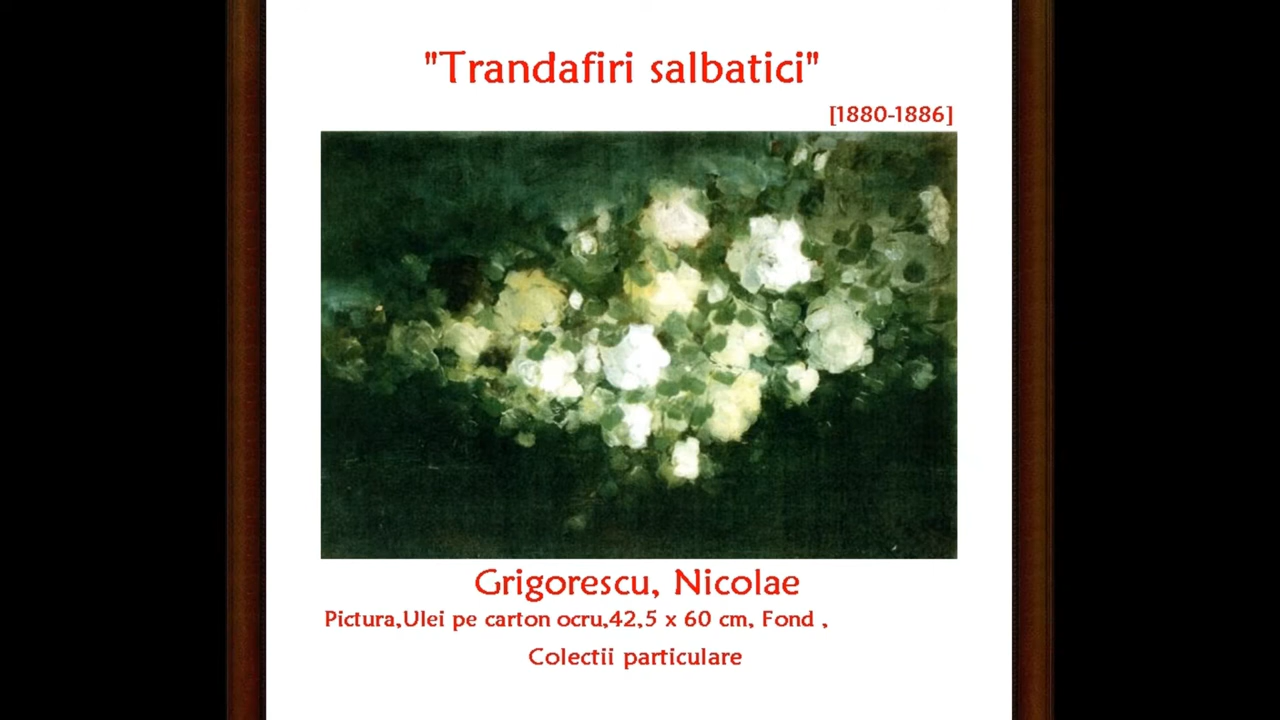 "Trandafiri salbatici"
[1880-1886]
Grigorescu, Nicolae
Pictura,Ulei pe carton ocru,42,5 x 60 cm, Fond ,
Colectii particulare